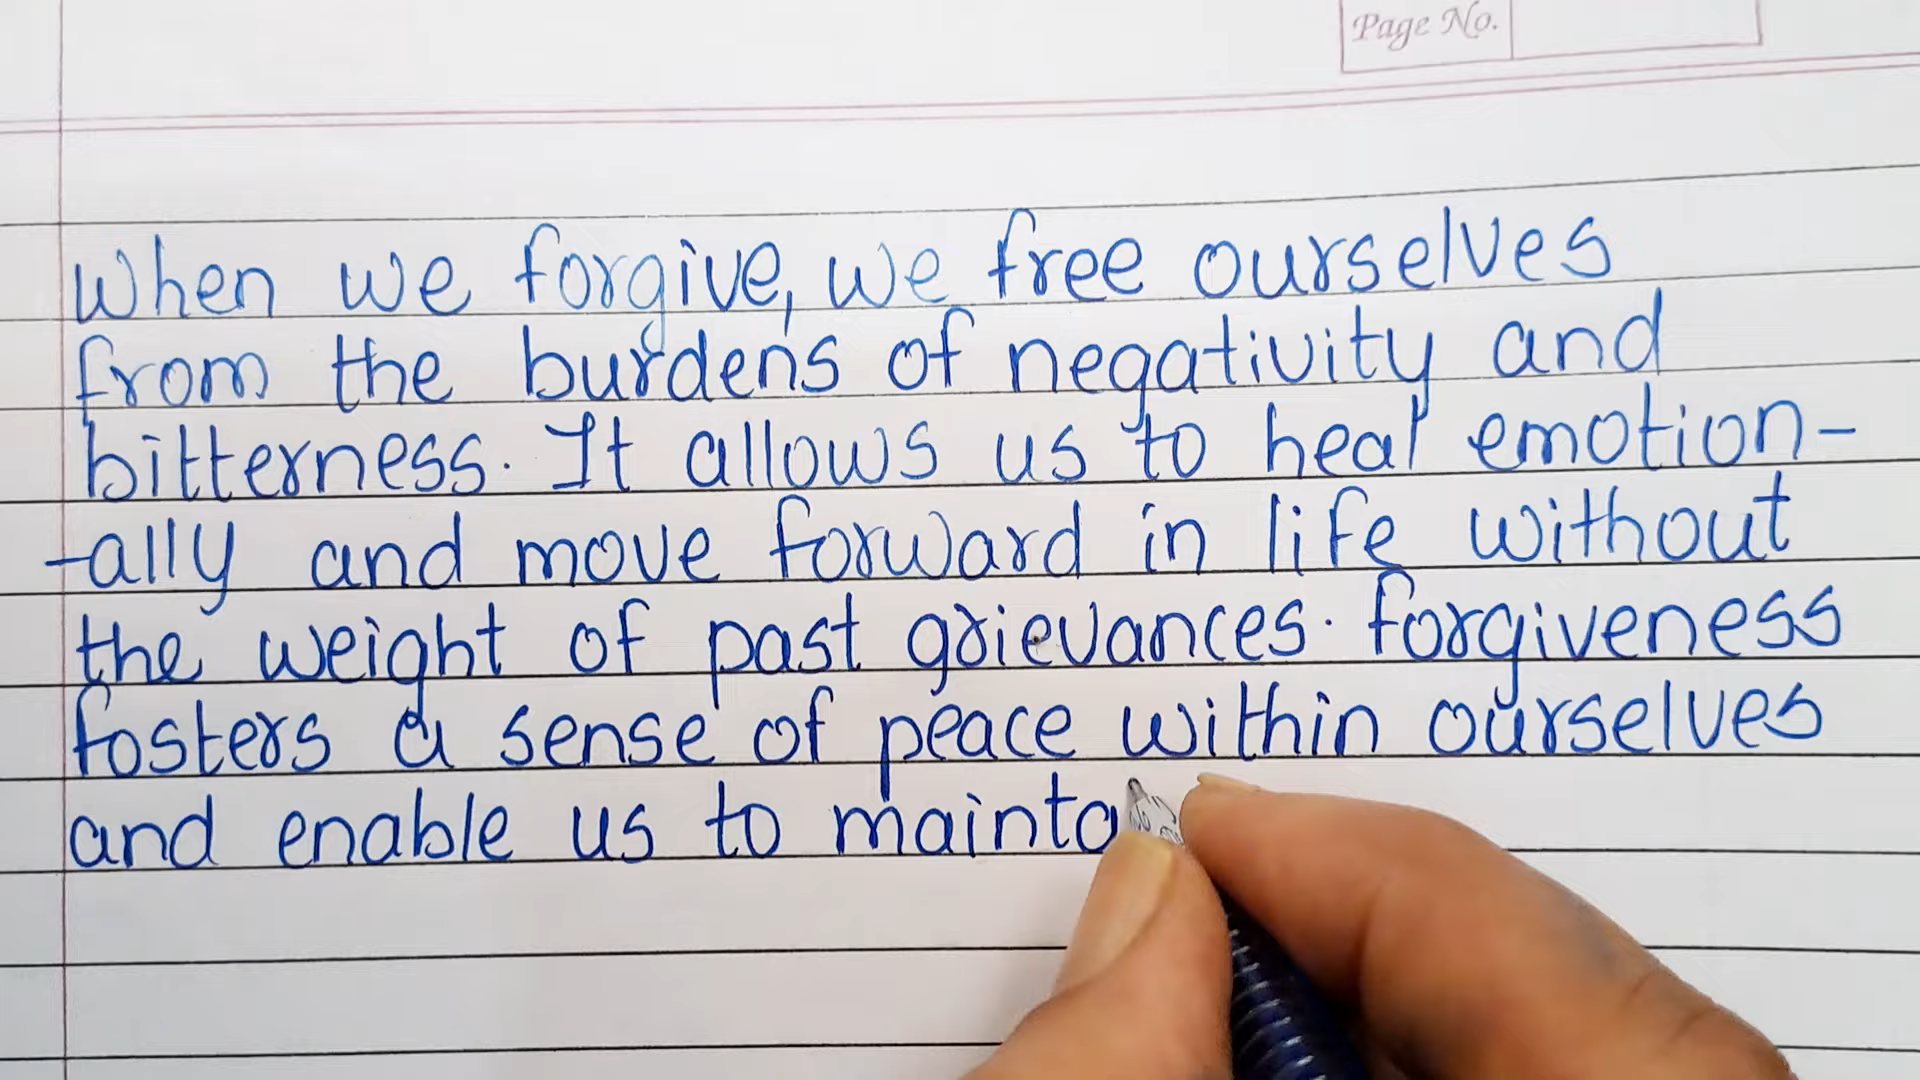 Page No.
When we forgive, we free ourselves
from the burdens of negativity and
bitterness. It allows us to heal emotion-
-ally and move forward in life without
the weight of past grievances. forgiveness
fosters a sense of peace within ourselves
and enable us to mainta